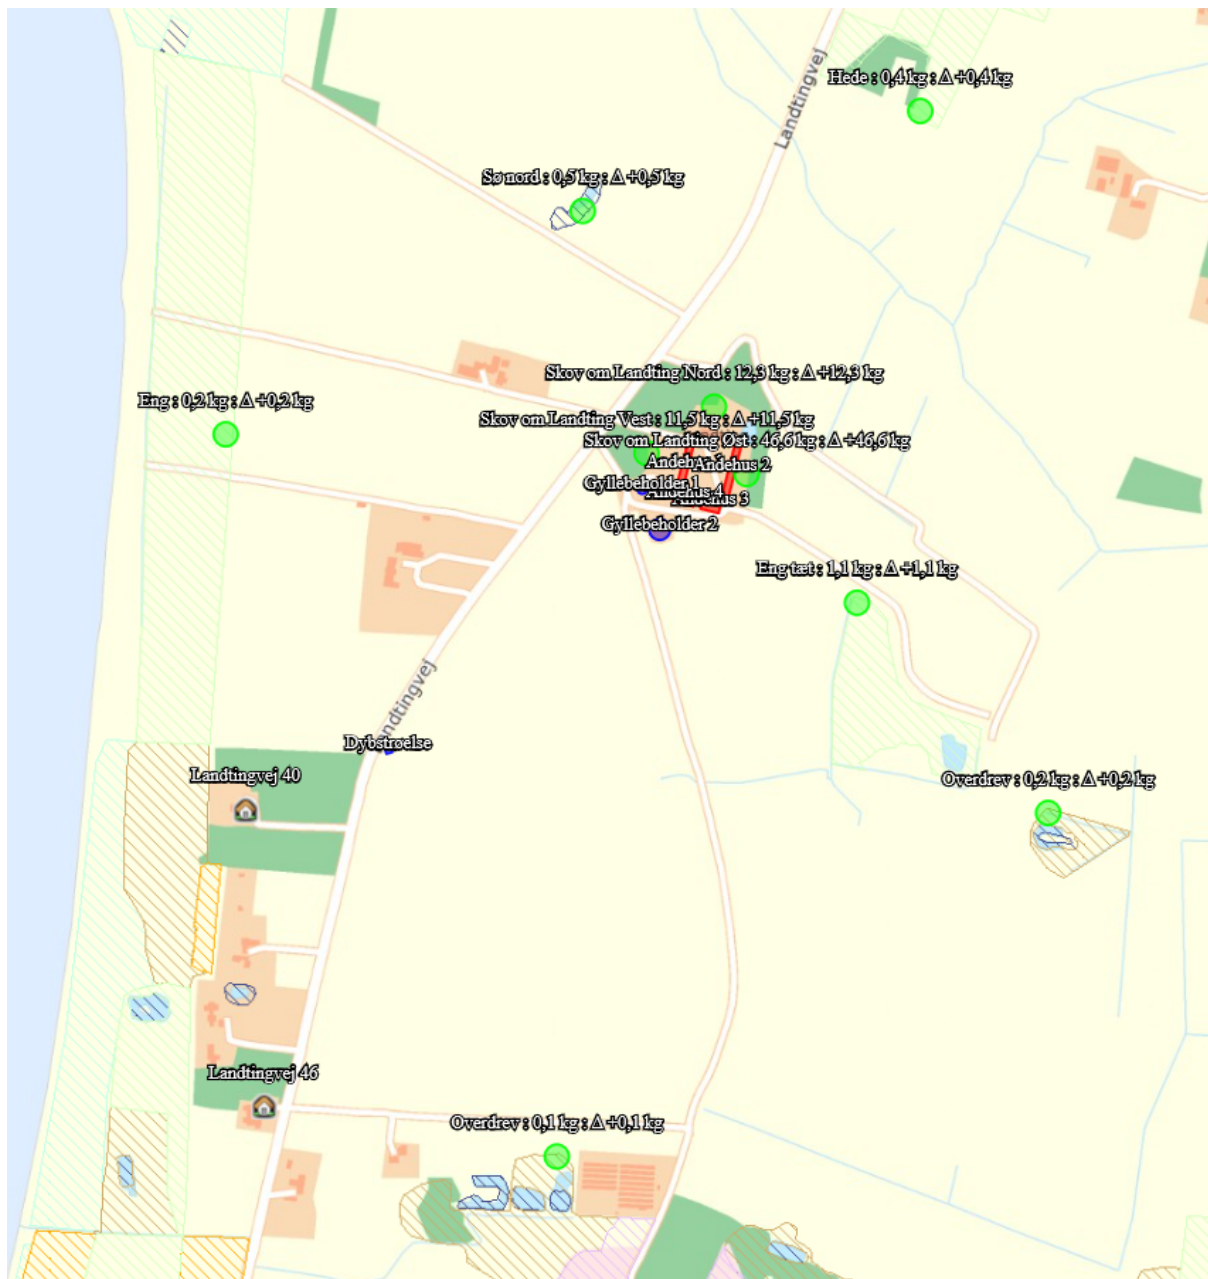 Landtingvej
Hede : 0,4 kg : Δ +0,4 kg
Sø nord : 0,5 kg : Δ +0,5 kg
Skov om Landting Nord : 12,3 kg : Δ +12,3 kg
Eng : 0,2 kg : Δ +0,2 kg
Skov om Landting Vest : 11,5 kg : Δ +11,5 kg
Skov om Landting Øst : 46,6 kg : Δ +46,6 kg
Andehus 2
Gyllebeholder 1
Andehus 4
Andehus 3
Gyllebeholder 2
Eng tæt : 1,1 kg : Δ +1,1 kg
Landtingvej
Dybstrøelse
Landtingvej 40
Overdrev : 0,2 kg : Δ +0,2 kg
Landtingvej 46
Overdrev : 0,1 kg : Δ +0,1 kg